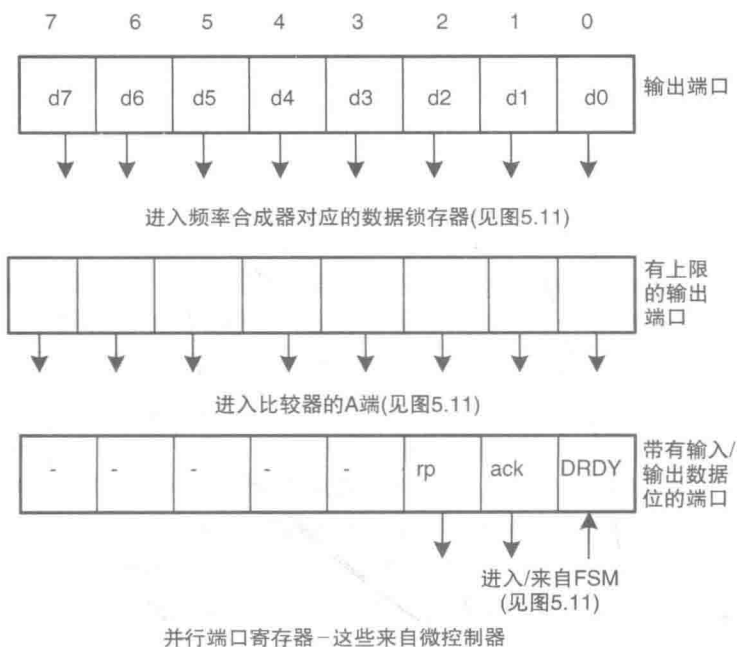 7 6 5 4 3 2 1 0
d7 d6 d5 d4 d3 d2 d1 d0
输出端口
进入频率合成器对应的数据锁存器(见图5.11)
有上限
的输出
端口
进入比较器的A端(见图5.11)
- - - - - rp ack DRDY
带有输入/
输出数据
位的端口
进入/来自FSM
(见图5.11)
并行端口寄存器-这些来自微控制器